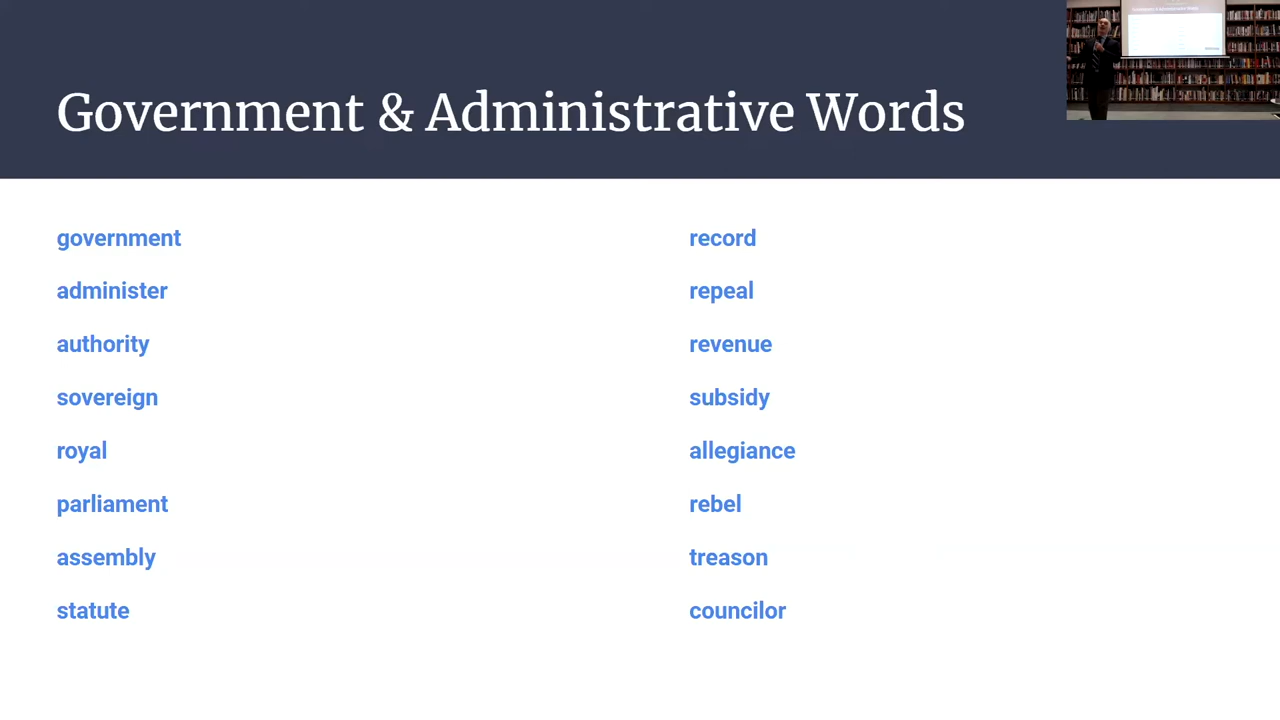 Government & Administrative Words
government
administer
authority
sovereign
royal
parliament
assembly
statute
record
repeal
revenue
subsidy
allegiance
rebel
treason
councilor